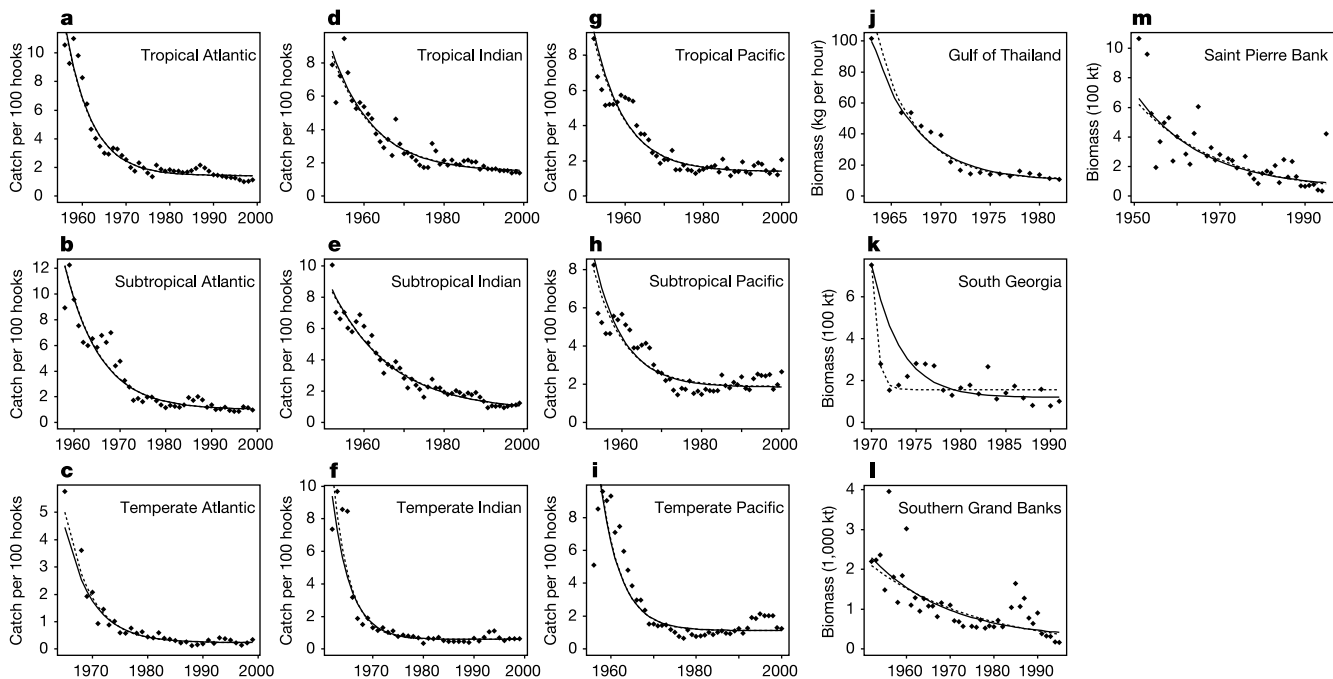 a
Tropical Atlantic
Catch per 100 hooks
10
8
6
4
2
0
1960 1970 1980 1990 2000
b
Subtropical Atlantic
Catch per 100 hooks
12
10
8
6
4
2
0
1960 1970 1980 1990 2000
c
Temperate Atlantic
Catch per 100 hooks
5
4
3
2
1
0
1970 1980 1990 2000
d
Tropical Indian
Catch per 100 hooks
10
8
6
4
2
0
1960 1970 1980 1990 2000
e
Subtropical Indian
Catch per 100 hooks
10
8
6
4
2
0
1960 1970 1980 1990 2000
f
Temperate Indian
Catch per 100 hooks
10
8
6
4
2
0
1970 1980 1990 2000
g
Tropical Pacific
Catch per 100 hooks
8
6
4
2
0
1960 1970 1980 1990 2000
h
Subtropical Pacific
Catch per 100 hooks
8
6
4
2
0
1960 1970 1980 1990 2000
i
Temperate Pacific
Catch per 100 hooks
8
6
4
2
0
1960 1970 1980 1990 2000
j
Gulf of Thailand
Biomass (kg per hour)
100
80
60
40
20
0
1965 1970 1975 1980
k
South Georgia
Biomass (100 kt)
6
4
2
0
1970 1975 1980 1985 1990
l
Southern Grand Banks
Biomass (1,000 kt)
4
3
2
1
0
1960 1970 1980 1990
m
Saint Pierre Bank
Biomass (100 kt)
10
8
6
4
2
0
1950 1960 1970 1980 1990